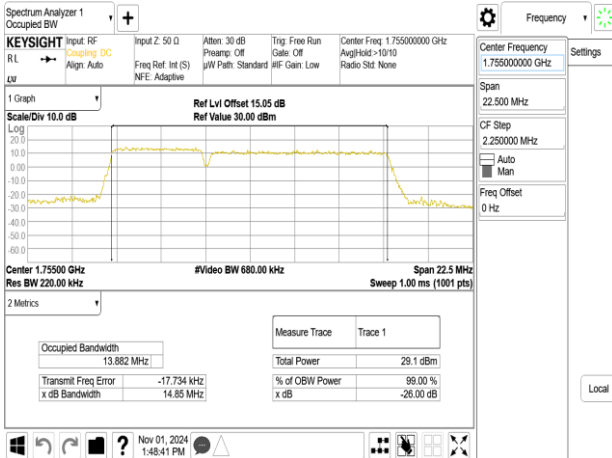 Spectrum Analyzer 1
Occupied BW
Frequency
KEYSIGHT
RL
Input: RF
Coupling: DC
Align: Auto
Input Z: 50 Ω
Freq Ref: Int (S)
NFE: Adaptive
Atten: 30 dB
Preamp: Off
µW Path: Standard
Trig: Free Run
Gate: Off
#IF Gain: Low
Center Freq: 1.755000000 GHz
Avg|Hold:>10/10
Radio Std: None
1 Graph
Scale/Div 10.0 dB
Ref Lvl Offset 15.05 dB
Ref Value 30.00 dBm
Log
20.0
10.0
0.00
-10.0
-20.0
-30.0
-40.0
-50.0
-60.0
Center 1.75500 GHz
#Video BW 680.00 kHz
Span 22.5 MHz
Res BW 220.00 kHz
Sweep 1.00 ms (1001 pts)
2 Metrics
Measure Trace Trace 1
Occupied Bandwidth
13.882 MHz
Total Power 29.1 dBm
Transmit Freq Error -17.734 kHz
% of OBW Power 99.00 %
x dB Bandwidth 14.85 MHz
x dB -26.00 dB
Center Frequency
1.755000000 GHz
Settings
Span
22.500 MHz
CF Step
2.250000 MHz
Auto
Man
Freq Offset
0 Hz
Local
?
Nov 01, 2024
1:48:41 PM